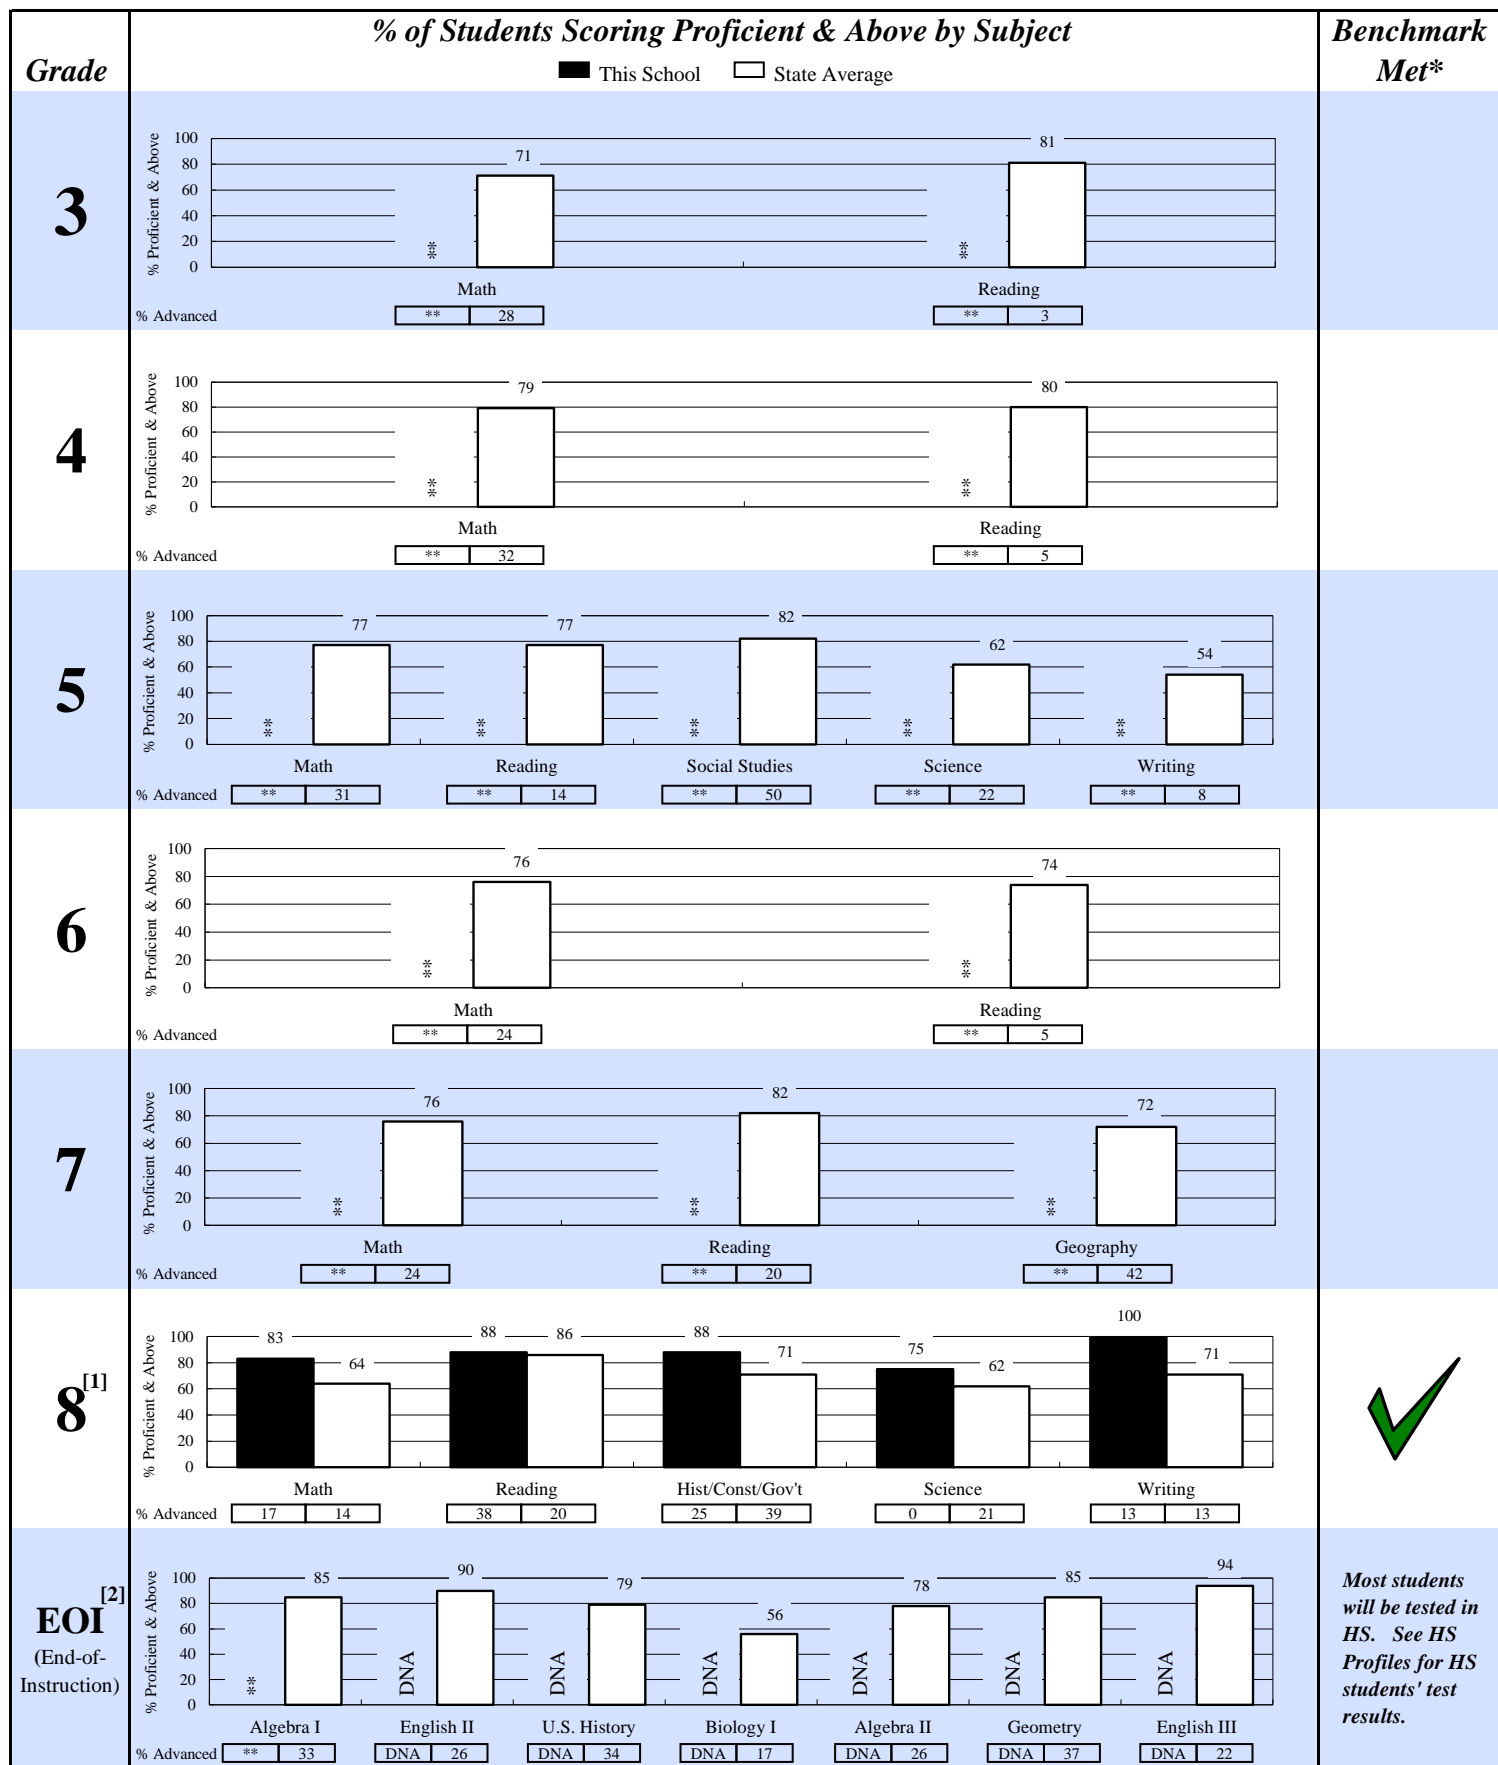 % of Students Scoring Proficient & Above by Subject
Benchmark
Met*
Grade
This School State Average
3
% Proficient & Above
100
80
60
40
20
0
71
81
**
**
Math Reading
% Advanced ** 28 ** 3
4
% Proficient & Above
100
80
60
40
20
0
79
80
**
**
Math Reading
% Advanced ** 32 ** 5
5
% Proficient & Above
100
80
60
40
20
0
77
77
82
62
54
**
**
**
**
**
Math Reading Social Studies Science Writing
% Advanced ** 31 ** 14 ** 50 ** 22 ** 8
6
% Proficient & Above
100
80
60
40
20
0
76
74
**
**
Math Reading
% Advanced ** 24 ** 5
7
% Proficient & Above
100
80
60
40
20
0
76
82
72
**
**
**
Math Reading Geography
% Advanced ** 24 ** 20 ** 42
8[1]
% Proficient & Above
100
80
60
40
20
0
83 64
88 86
88 71
75 62
100 71
Math Reading Hist/Const/Gov't Science Writing
% Advanced 17 14 38 20 25 39 0 21 13 13
EOI[2]
(End-of-
Instruction)
% Proficient & Above
100
80
60
40
20
0
** 85
DNA 90
DNA 79
DNA 56
DNA 78
DNA 85
DNA 94
Algebra I English II U.S. History Biology I Algebra II Geometry English III
% Advanced ** 33 DNA 26 DNA 34 DNA 17 DNA 26 DNA 37 DNA 22
Most students
will be tested in
HS. See HS
Profiles for HS
students' test
results.